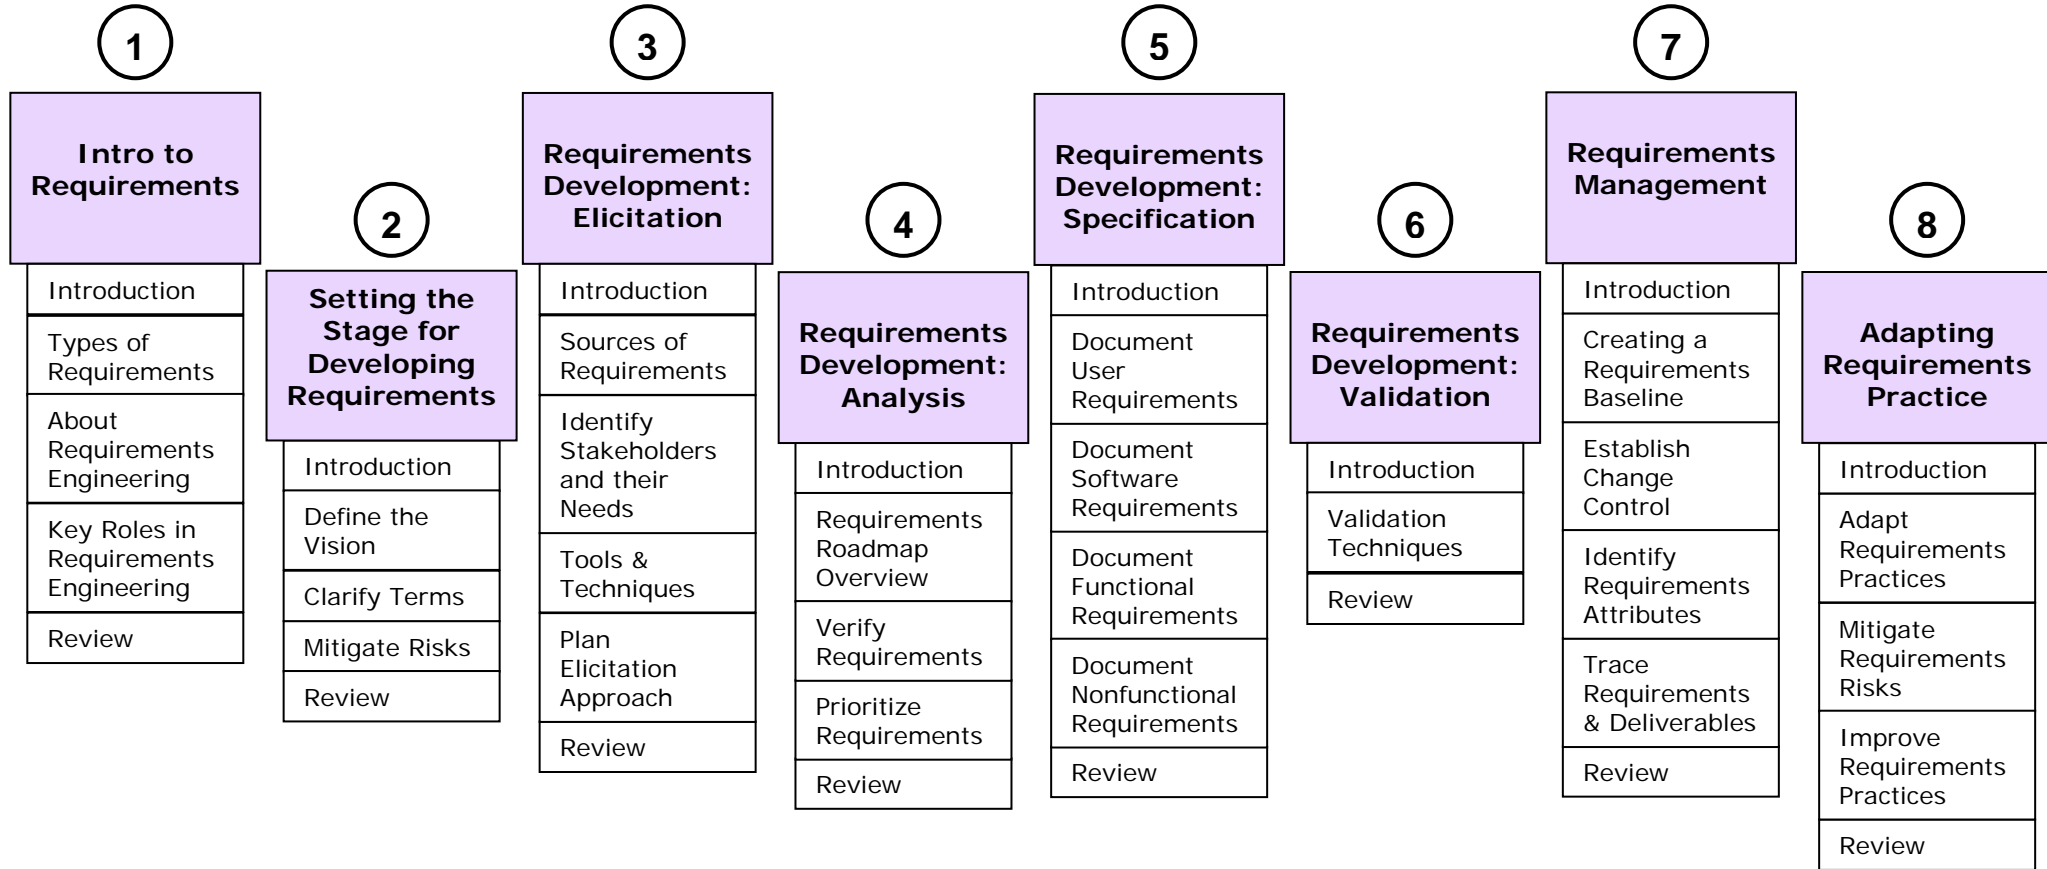 1
Intro to
Requirements
Introduction
Types of
Requirements
About
Requirements
Engineering
Key Roles in
Requirements
Engineering
Review
2
Setting the
Stage for
Developing
Requirements
Introduction
Define the
Vision
Clarify Terms
Mitigate Risks
Review
3
Requirements
Development:
Elicitation
Introduction
Sources of
Requirements
Identify
Stakeholders
and their
Needs
Tools &
Techniques
Plan
Elicitation
Approach
Review
4
Requirements
Development:
Analysis
Introduction
Requirements
Roadmap
Overview
Verify
Requirements
Prioritize
Requirements
Review
5
Requirements
Development:
Specification
Introduction
Document
User
Requirements
Document
Software
Requirements
Document
Functional
Requirements
Document
Nonfunctional
Requirements
Review
6
Requirements
Development:
Validation
Introduction
Validation
Techniques
Review
7
Requirements
Management
Introduction
Creating a
Requirements
Baseline
Establish
Change
Control
Identify
Requirements
Attributes
Trace
Requirements
& Deliverables
Review
8
Adapting
Requirements
Practice
Introduction
Adapt
Requirements
Practices
Mitigate
Requirements
Risks
Improve
Requirements
Practices
Review